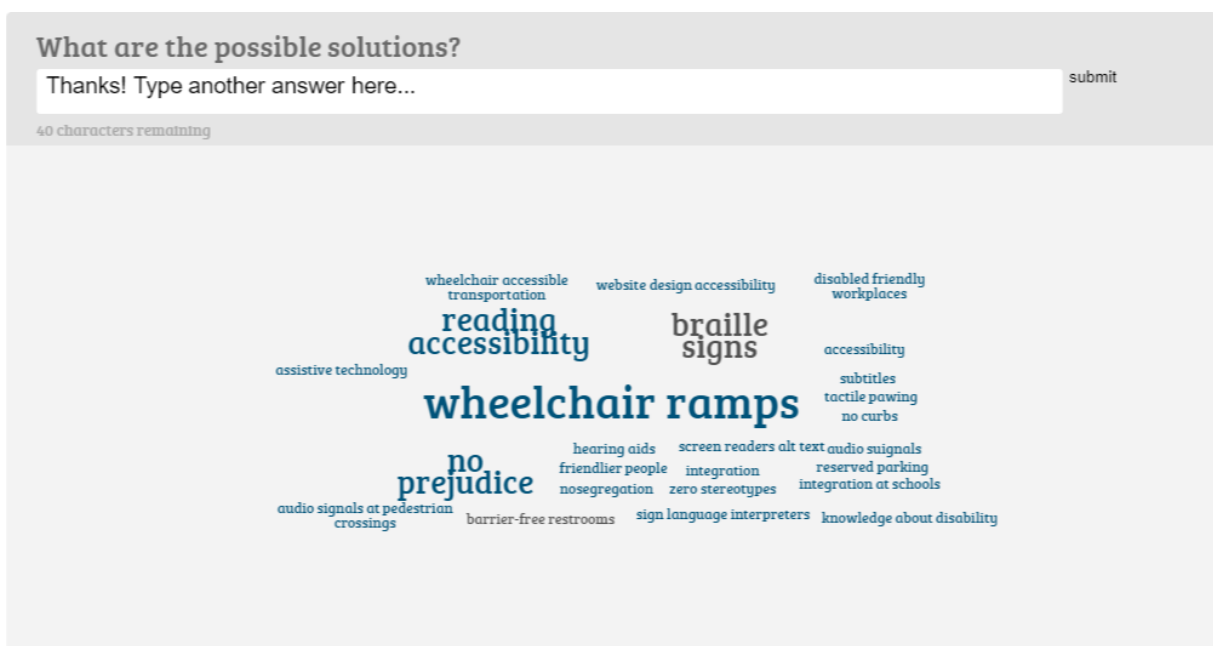 What are the possible solutions?
Thanks! Type another answer here...
submit
40 characters remaining
wheelchair accessible
transportation
website design accessibility
disabled friendly
workplaces
reading
accessibility
braille
signs
accessibility
assistive technology
subtitles
wheelchair ramps
tactile pawing
no curbs
no
prejudice
hearing aids
screen readers alt text
audio suignals
friendlier people
integration
reserved parking
nosegregation
zero stereotypes
integration at schools
audio signals at pedestrian
crossings
barrier-free restrooms
sign language interpreters
knowledge about disability